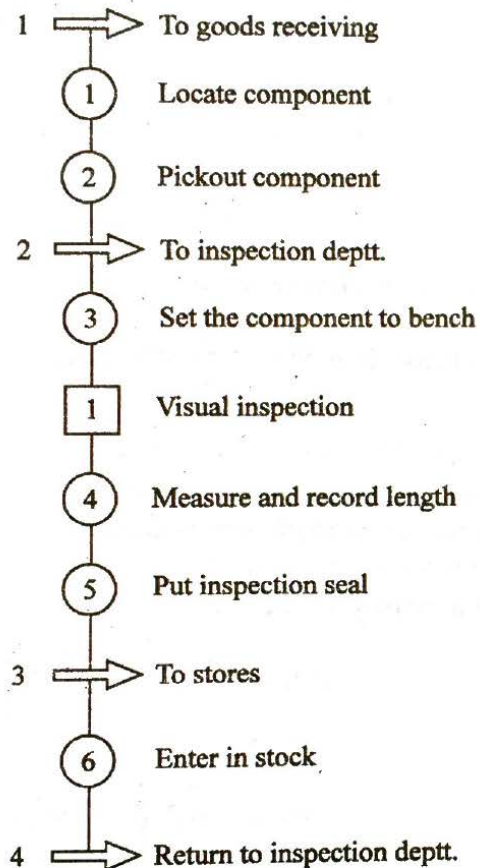 1 To goods receiving
1 Locate component
2 Pickout component
2 To inspection deptt.
3 Set the component to bench
1 Visual inspection
4 Measure and record length
5 Put inspection seal
3 To stores
6 Enter in stock
4 Return to inspection deptt.